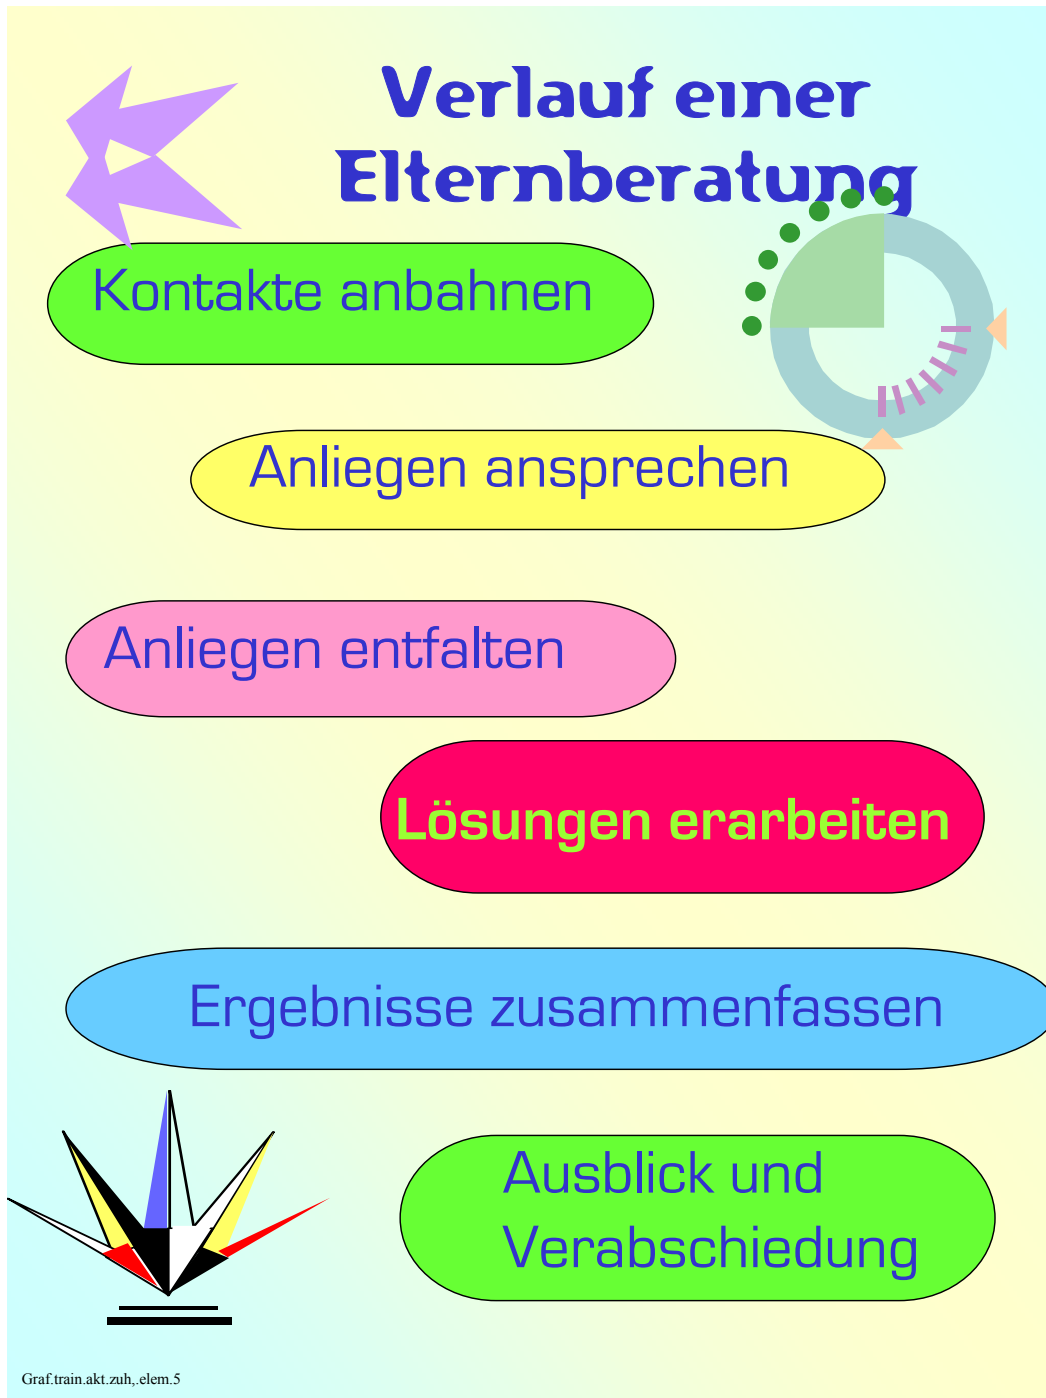 Verlauf einer
Elternberatung
Kontakte anbahnen
Anliegen ansprechen
Anliegen entfalten
Lösungen erarbeiten
Ergebnisse zusammenfassen
Ausblick und
Verabschiedung
Graf.train.akt.zuh,.elem.5